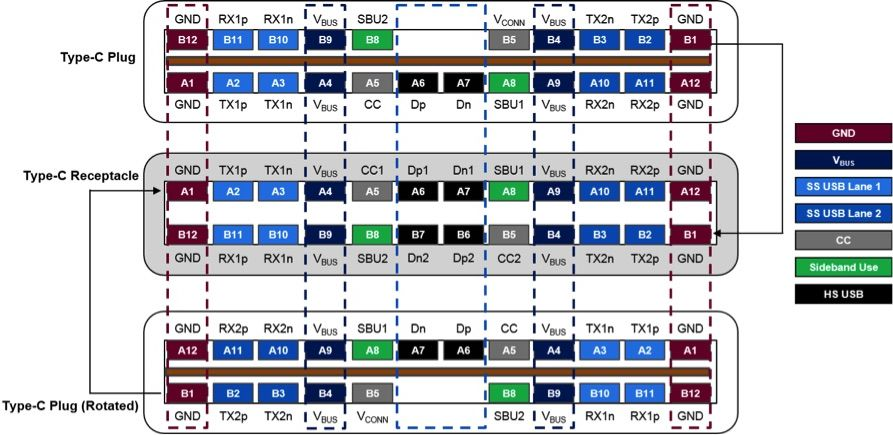 GND RX1p RX1n VBUS SBU2 VCONN VBUS TX2n TX2p GND
B12 B11 B10 B9 B8 B5 B4 B3 B2 B1
Type-C Plug
A1 A2 A3 A4 A5 A6 A7 A8 A9 A10 A11 A12
GND TX1p TX1n VBUS CC Dp Dn SBU1 VBUS RX2n RX2p GND
Type-C Receptacle
GND TX1p TX1n VBUS CC1 Dp1 Dn1 SBU1 VBUS RX2n RX2p GND
A1 A2 A3 A4 A5 A6 A7 A8 A9 A10 A11 A12
B12 B11 B10 B9 B8 B7 B6 B5 B4 B3 B2 B1
GND RX1p RX1n VBUS SBU2 Dn2 Dp2 CC2 VBUS TX2n TX2p GND
GND RX2p RX2n VBUS SBU1 Dn Dp CC VBUS TX1n TX1p GND
A12 A11 A10 A9 A8 A7 A6 A5 A4 A3 A2 A1
B1 B2 B3 B4 B5 B8 B9 B10 B11 B12
Type-C Plug (Rotated)
GND TX2p TX2n VBUS VCONN SBU2 VBUS RX1n RX1p GND
GND
VBUS
SS USB Lane 1
SS USB Lane 2
CC
Sideband Use
HS USB